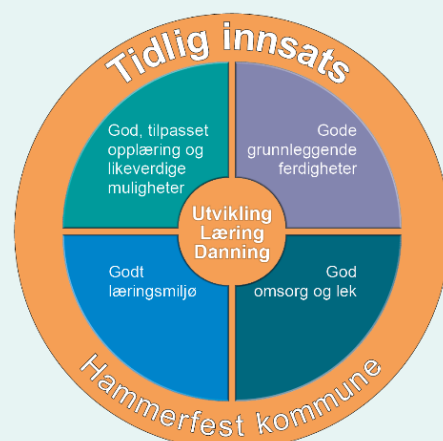 Tidlig innsats
God, tilpasset
opplæring og
likeverdige
muligheter
Gode
grunnleggende
ferdigheter
Utvikling
Læring
Danning
Godt
læringsmiljø
God
omsorg og lek
Hammerfest kommune